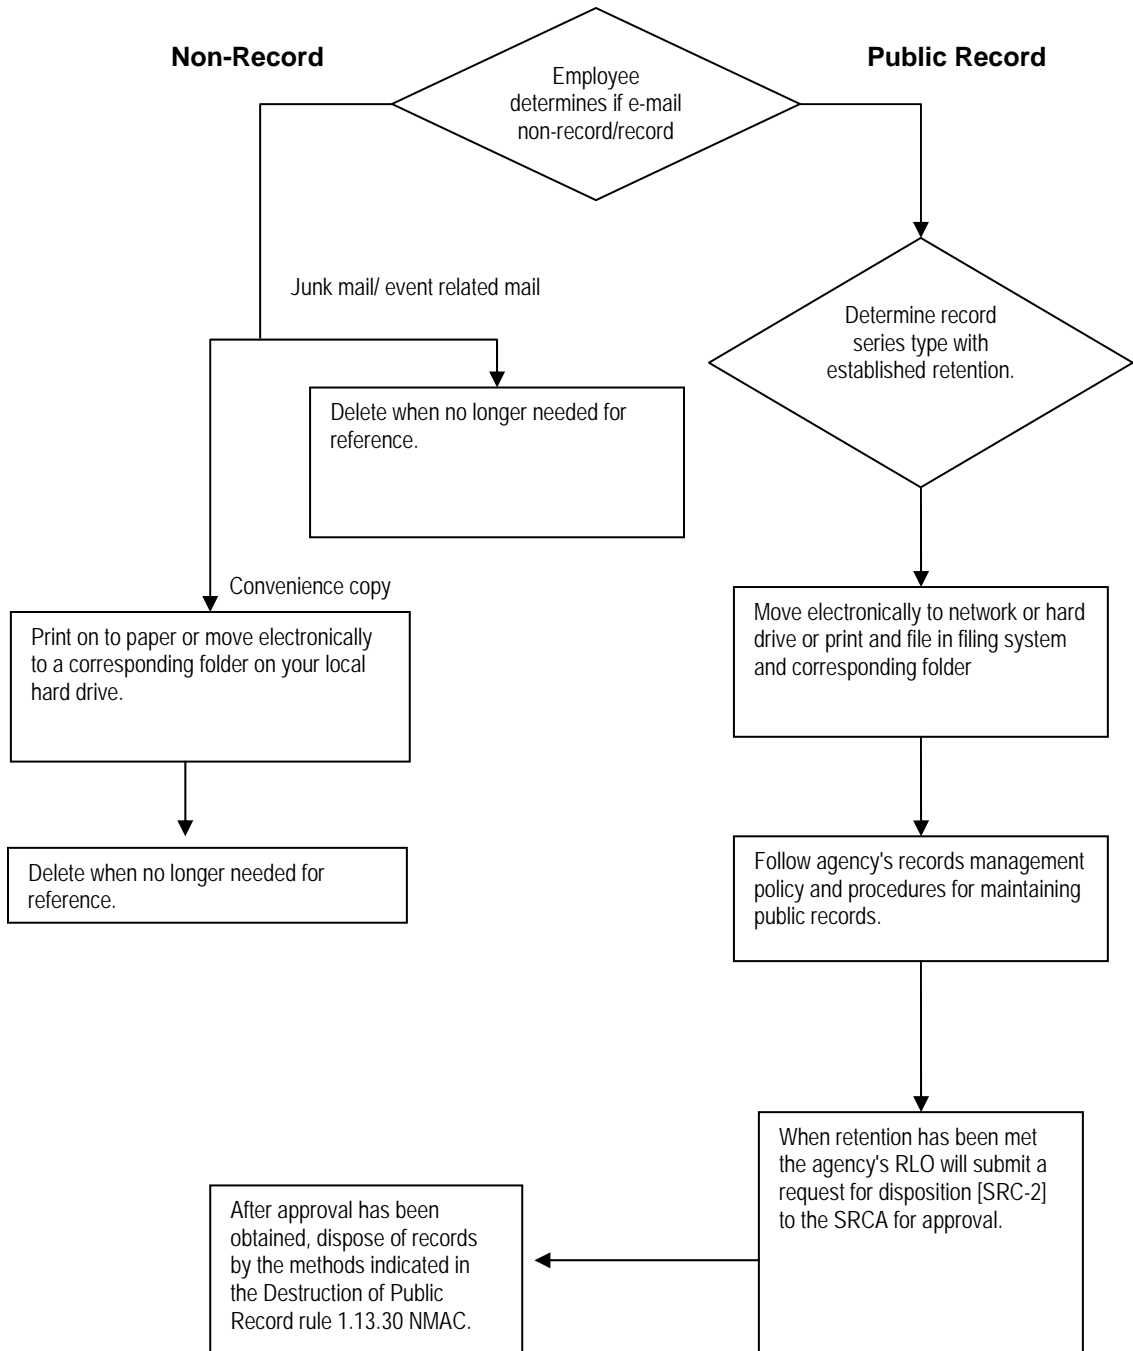 Non-Record
Public Record
Employee
determines if e-mail
non-record/record
Junk mail/ event related mail
Determine record
series type with
established retention.
Delete when no longer needed for
reference.
Convenience copy
Print on to paper or move electronically
to a corresponding folder on your local
hard drive.
Move electronically to network or hard
drive or print and file in filing system
and corresponding folder
Delete when no longer needed for
reference.
Follow agency's records management
policy and procedures for maintaining
public records.
When retention has been met
the agency's RLO will submit a
request for disposition [SRC-2]
to the SRCA for approval.
After approval has been
obtained, dispose of records
by the methods indicated in
the Destruction of Public
Record rule 1.13.30 NMAC.